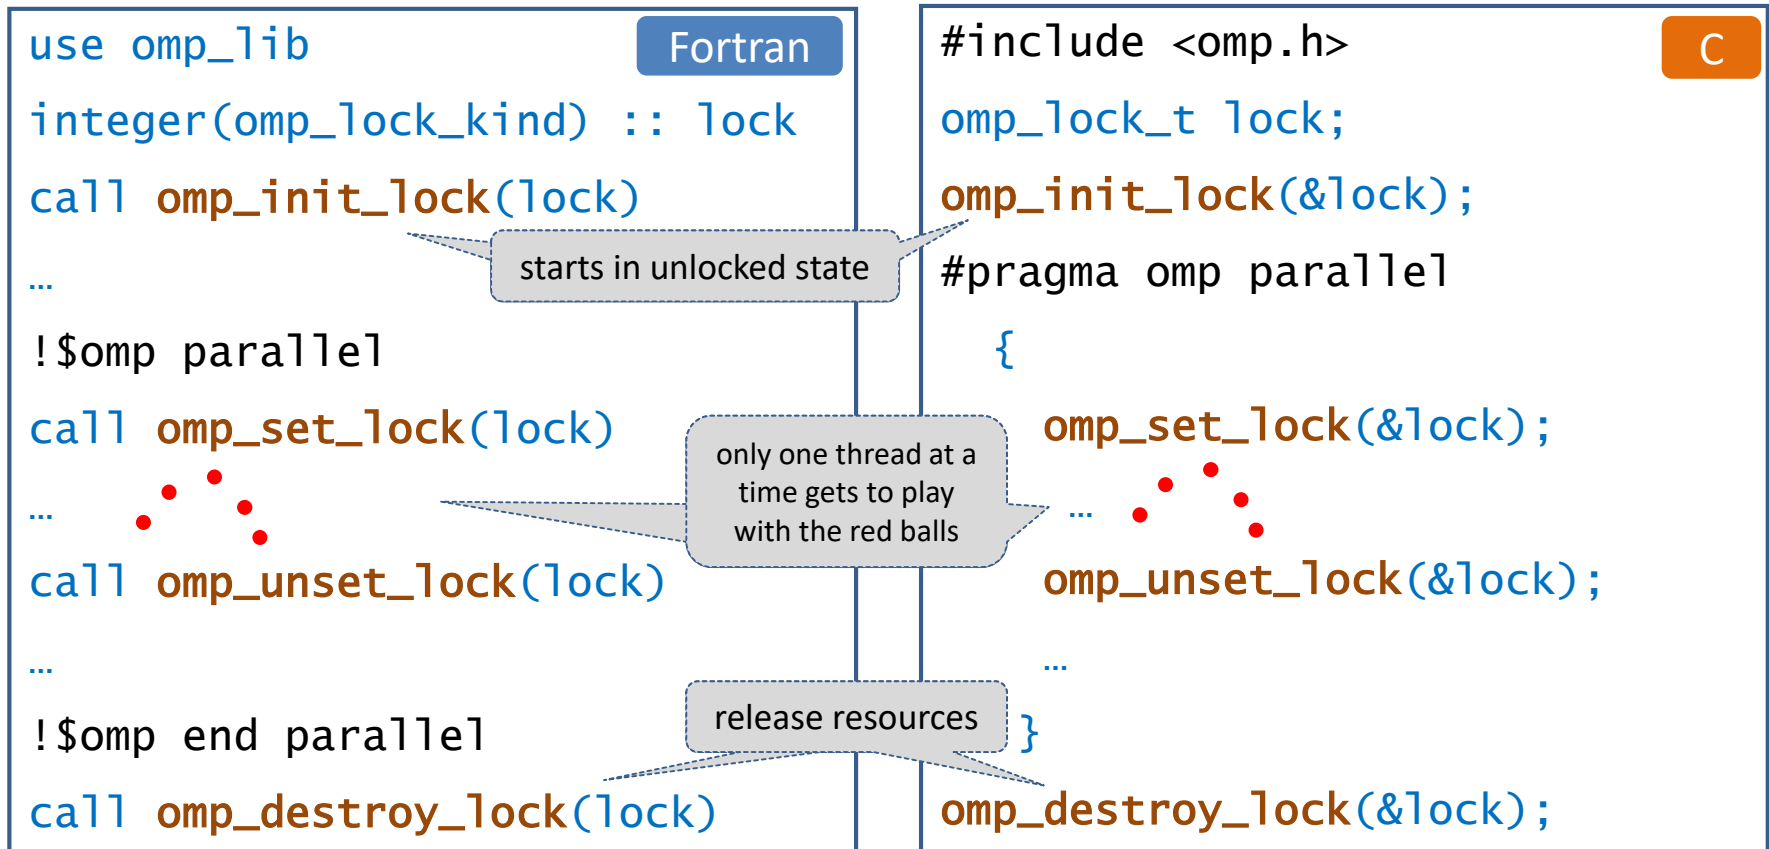 use omp_lib
Fortran
integer(omp_lock_kind) :: lock
call omp_init_lock(lock)
…
!$omp parallel
call omp_set_lock(lock)
…
call omp_unset_lock(lock)
…
!$omp end parallel
call omp_destroy_lock(lock)
starts in unlocked state
only one thread at a
time gets to play
with the red balls
release resources
#include <omp.h>
C
omp_lock_t lock;
omp_init_lock(&lock);
#pragma omp parallel
{
omp_set_lock(&lock);
…
omp_unset_lock(&lock);
…
}
omp_destroy_lock(&lock);